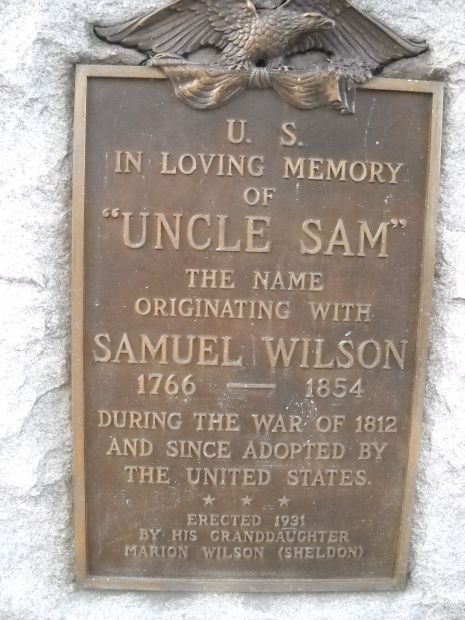 U. S.
IN LOVING MEMORY
OF
"UNCLE SAM"
THE NAME
ORIGINATING WITH
SAMUEL WILSON
1766 — 1854
DURING THE WAR OF 1812
AND SINCE ADOPTED BY
THE UNITED STATES.
★ ★ ★
ERECTED 1931
BY HIS GRANDDAUGHTER
MARION WILSON (SHELDON)